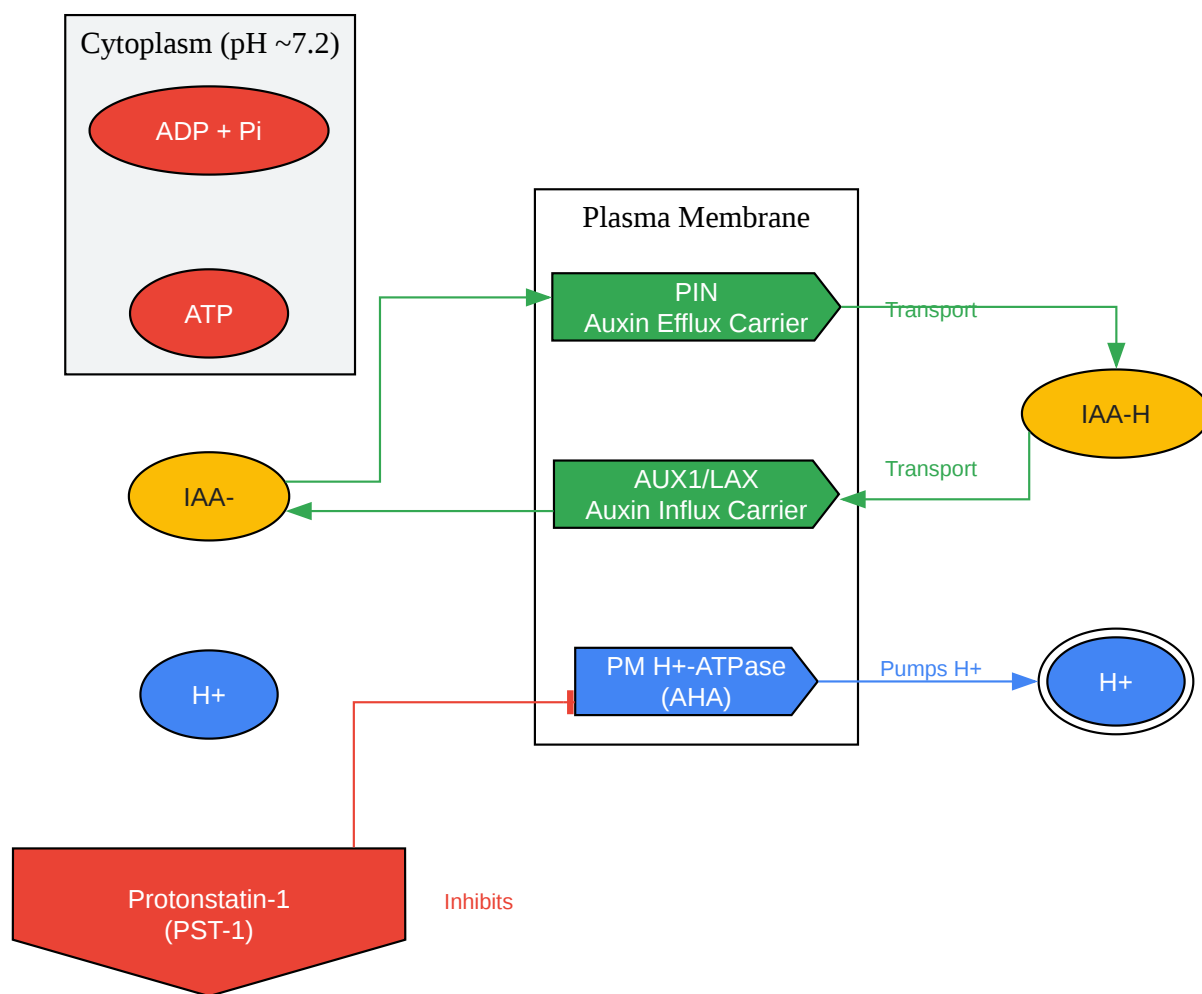 Cytoplasm (pH ~7.2)
ADP + Pi
ATP
Plasma Membrane
PIN
Auxin Efflux Carrier
Transport
IAA-H
IAA-
AUX1/LAX
Auxin Influx Carrier
Transport
H+
PM H+-ATPase
(AHA)
Pumps H+
H+
Protonstatin-1
(PST-1)
Inhibits